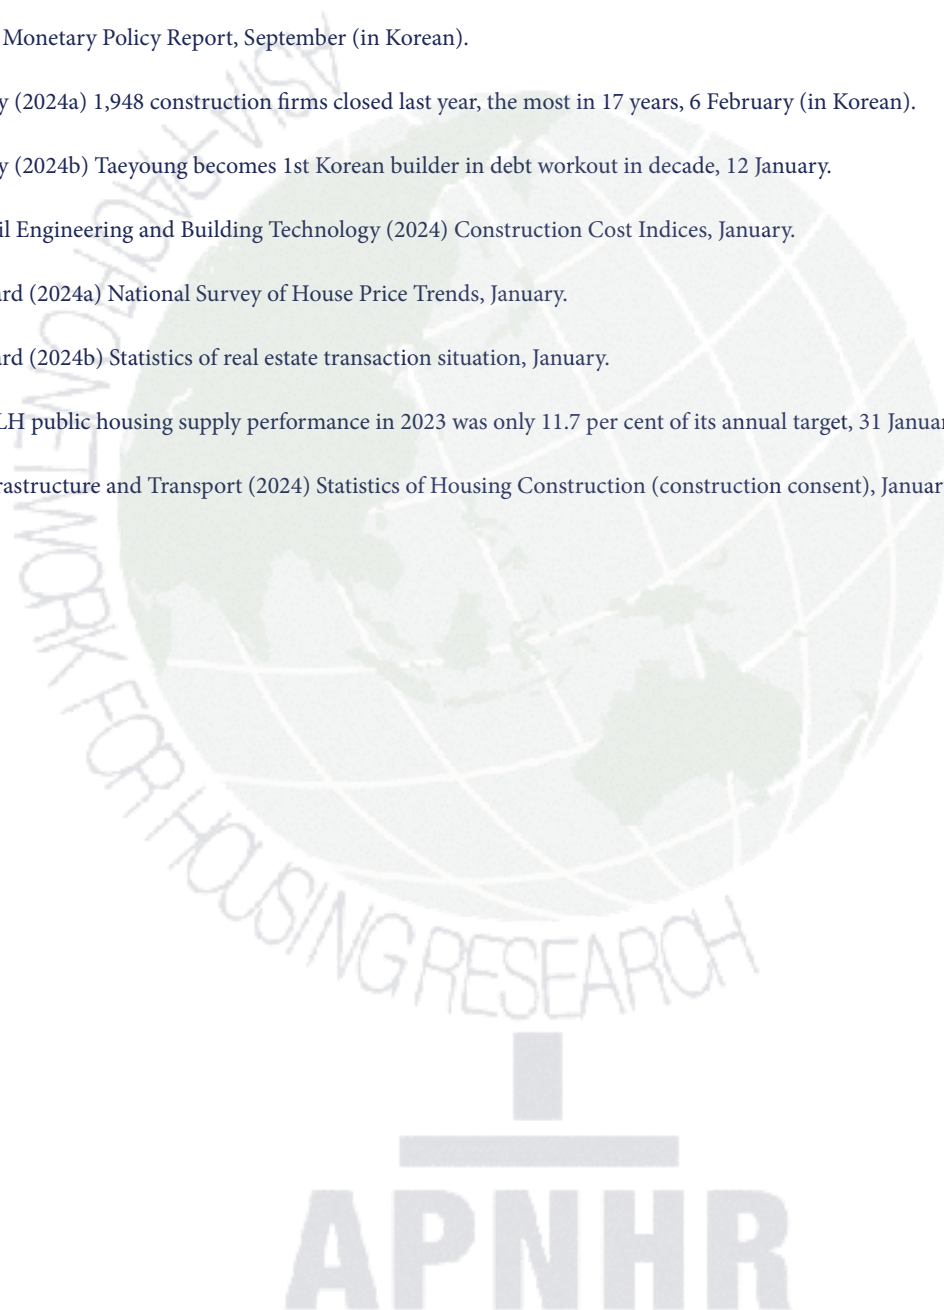 Monetary Policy Report, September (in Korean).
y (2024a) 1,948 construction firms closed last year, the most in 17 years, 6 February (in Korean).
y (2024b) Taeyoung becomes 1st Korean builder in debt workout in decade, 12 January.
il Engineering and Building Technology (2024) Construction Cost Indices, January.
ard (2024a) National Survey of House Price Trends, January.
ard (2024b) Statistics of real estate transaction situation, January.
LH public housing supply performance in 2023 was only 11.7 per cent of its annual target, 31 Januar
rastructure and Transport (2024) Statistics of Housing Construction (construction consent), Januar
ASIA-PACIFIC NETWORK FOR HOUSING RESEARCH
APNHR